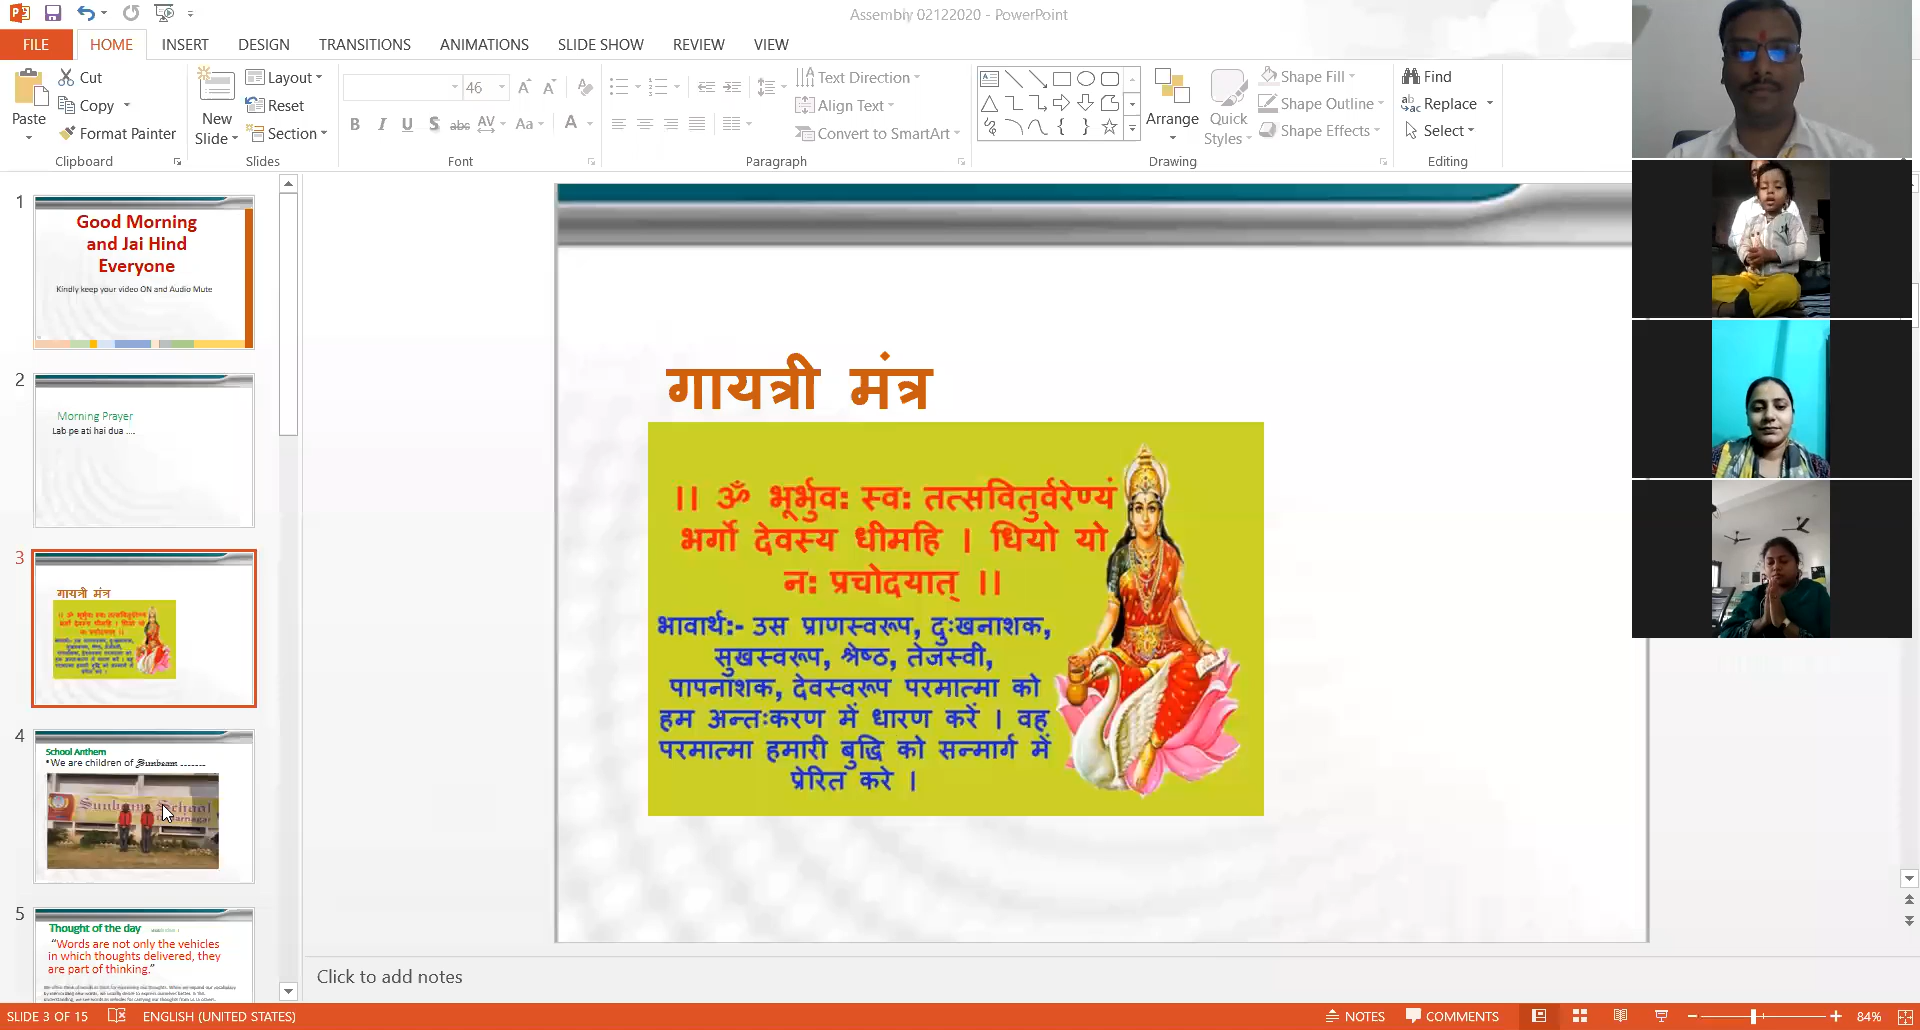 Assembly 02122020 - PowerPoint
FILE HOME INSERT DESIGN TRANSITIONS ANIMATIONS SLIDE SHOW REVIEW VIEW
Paste
Cut
Copy
Format Painter
Clipboard
New
Slide
Layout
Reset
Section
Slides
46
B I U S abc AV Aa A
Font
Text Direction
Align Text
Convert to SmartArt
Paragraph
Arrange
Quick
Styles
Shape Fill
Shape Outline
Shape Effects
Drawing
Find
Replace
Select
Editing
1
Good Morning
and Jai Hind
Everyone
Kindly keep your video ON and Audio Mute
2
Morning Prayer
Lab pe ati hai dua ....
3
गायत्री मंत्र
4
School Anthem
•We are children of Sunbeam .......
Sunbeam School
5
Thought of the day
“Words are not only the vehicles
in which thoughts delivered, they
are part of thinking.”
गायत्री मंत्र
।। ॐ भूर्भुवः स्वः तत्सवितुर्वरेण्यं
भर्गो देवस्य धीमहि । धियो यो
नः प्रचोदयात् ।।
भावार्थः- उस प्राणस्वरूप, दुःखनाशक,
सुखस्वरूप, श्रेष्ठ, तेजस्वी,
पापनाशक, देवस्वरूप परमात्मा को
हम अन्तःकरण में धारण करें । वह
परमात्मा हमारी बुद्धि को सन्मार्ग में
प्रेरित करे ।
Click to add notes
SLIDE 3 OF 15 ENGLISH (UNITED STATES) NOTES COMMENTS 84%